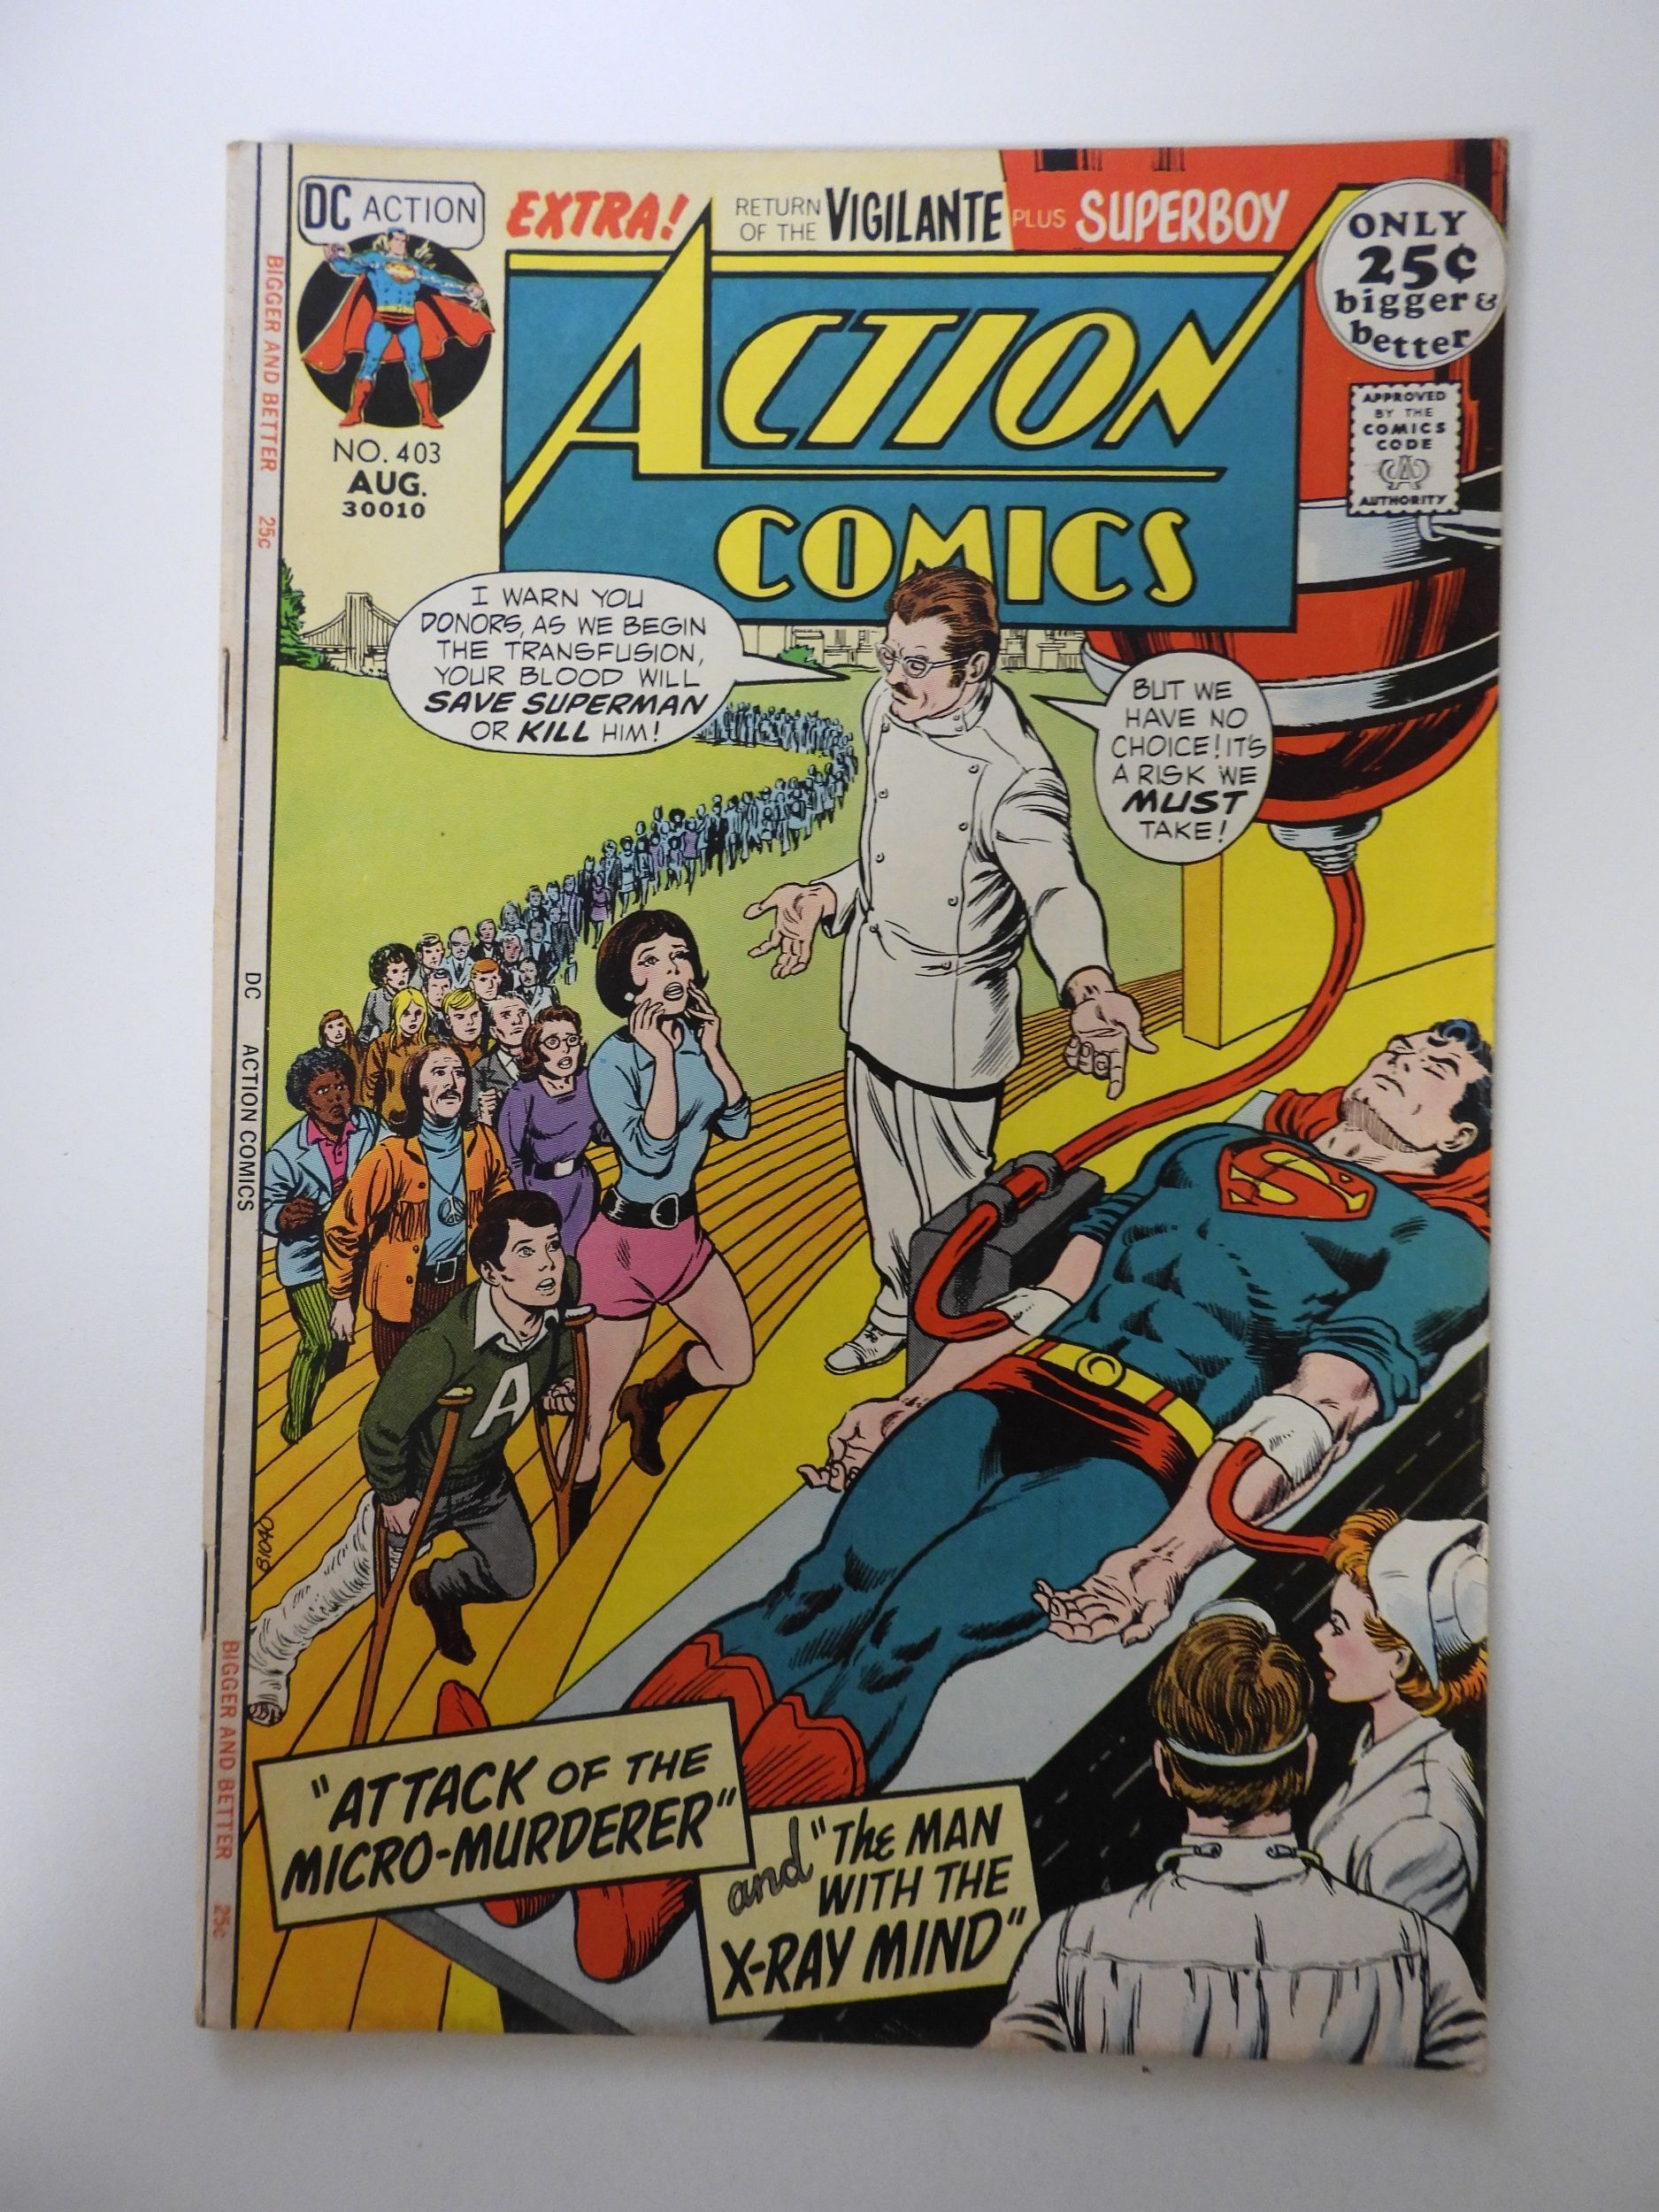 DC ACTION
EXTRA!
RETURN
OF THE
VIGILANTE
PLUS SUPERBOY
ONLY
25¢
bigger &
better
ACTION
COMICS
NO. 403
AUG.
30010
APPROVED
BY THE
COMICS
CODE
CA
AUTHORITY
I WARN YOU
DONORS, AS WE BEGIN
THE TRANSFUSION,
YOUR BLOOD WILL
SAVE SUPERMAN
OR KILL HIM!
BUT WE
HAVE NO
CHOICE! IT'S
A RISK WE
MUST
TAKE!
A
S
"ATTACK OF THE
MICRO-MURDERER"
and "THE MAN
WITH THE
X-RAY MIND"
BIGGER AND BETTER 25¢
DC ACTION COMICS
BIGGER AND BETTER 25¢